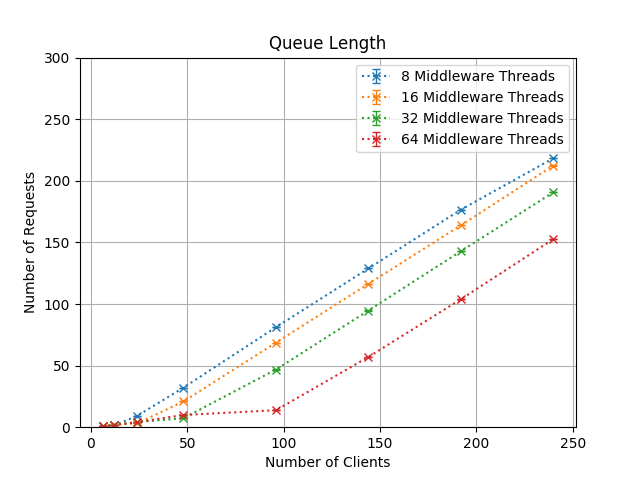 Queue Length
Number of Requests
300
250
200
150
100
50
0
8 Middleware Threads
16 Middleware Threads
32 Middleware Threads
64 Middleware Threads
0 50 100 150 200 250
Number of Clients